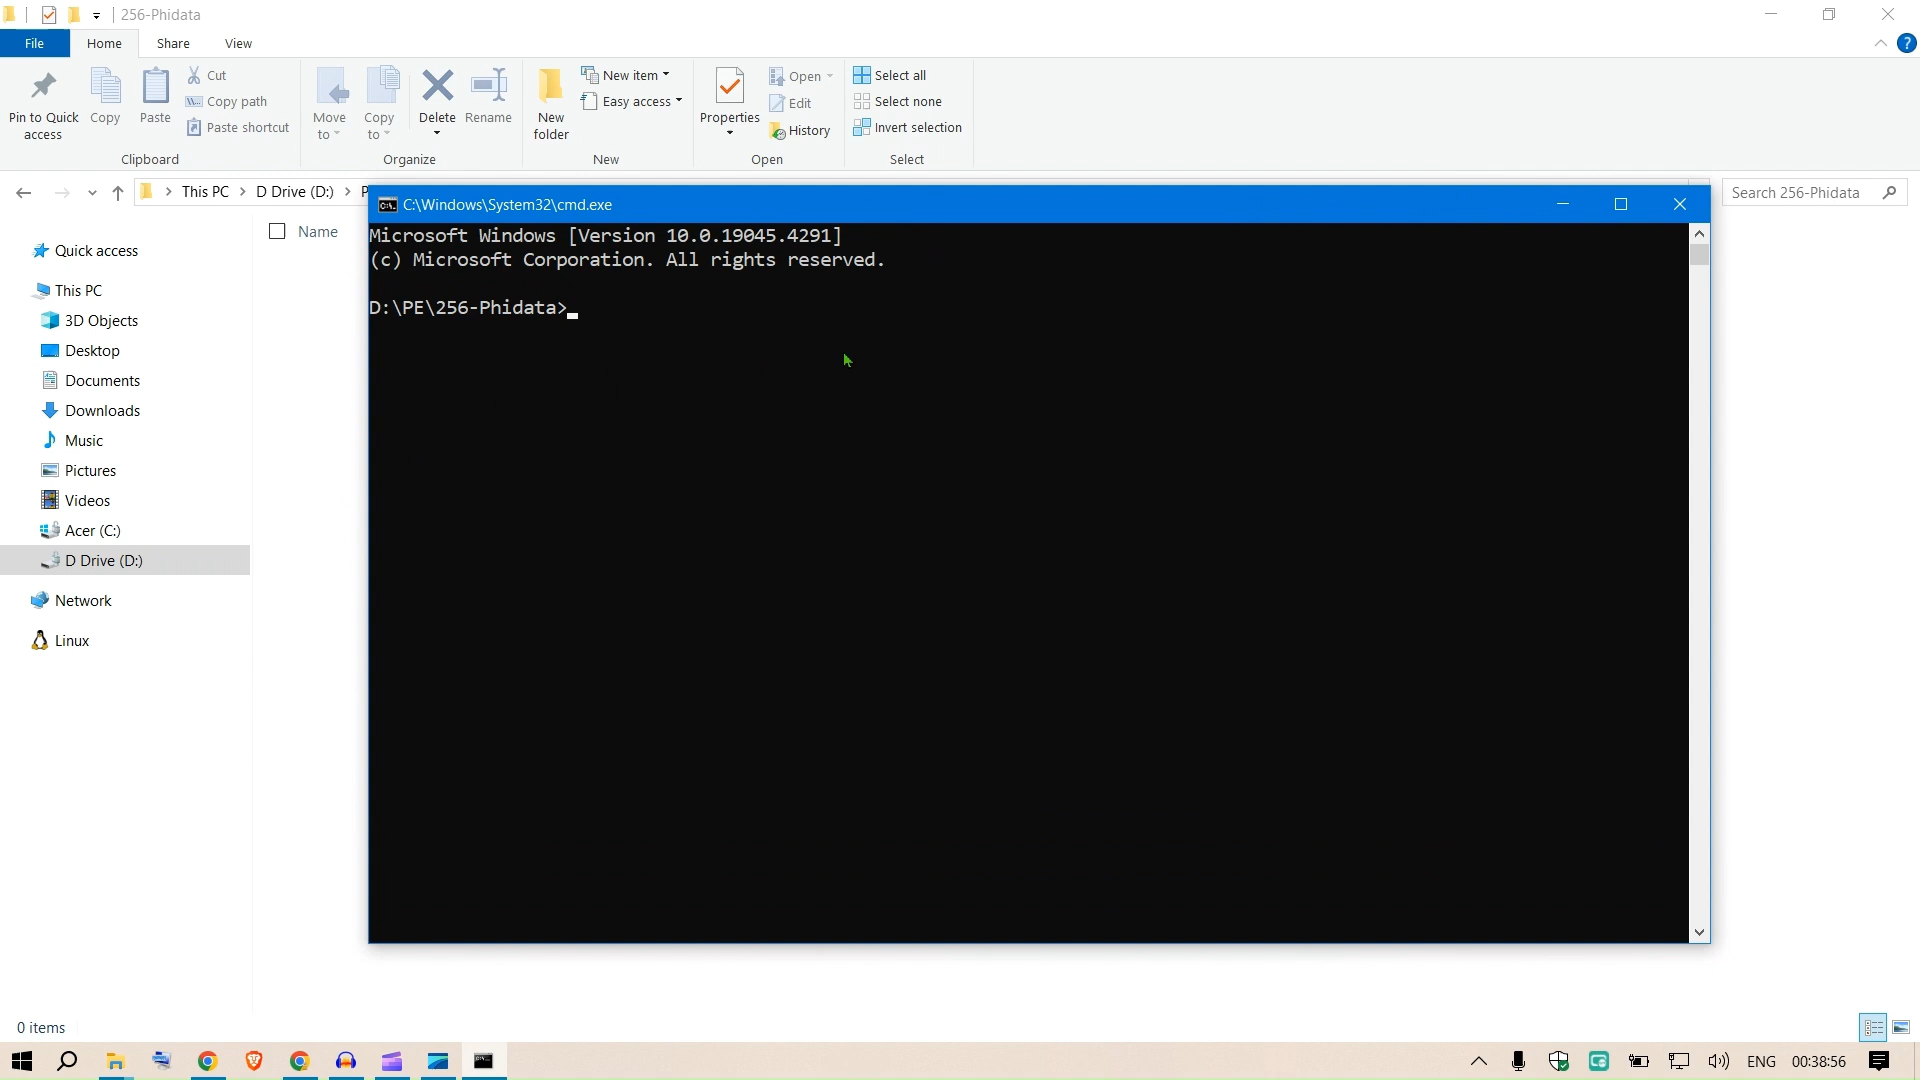 256-Phidata
File Home Share View
Pin to Quick access
Copy
Paste
Cut
Copy path
Paste shortcut
Clipboard
Move to
Copy to
Delete
Rename
Organize
New folder
New item
Easy access
New
Properties
Open
Edit
History
Open
Select all
Select none
Invert selection
Select
This PC > D Drive (D:) > P
Search 256-Phidata
C:\Windows\System32\cmd.exe
Microsoft Windows [Version 10.0.19045.4291]
(c) Microsoft Corporation. All rights reserved.
D:\PE\256-Phidata>
Name
Quick access
This PC
3D Objects
Desktop
Documents
Downloads
Music
Pictures
Videos
Acer (C:)
D Drive (D:)
Network
Linux
0 items
ENG 00:38:56